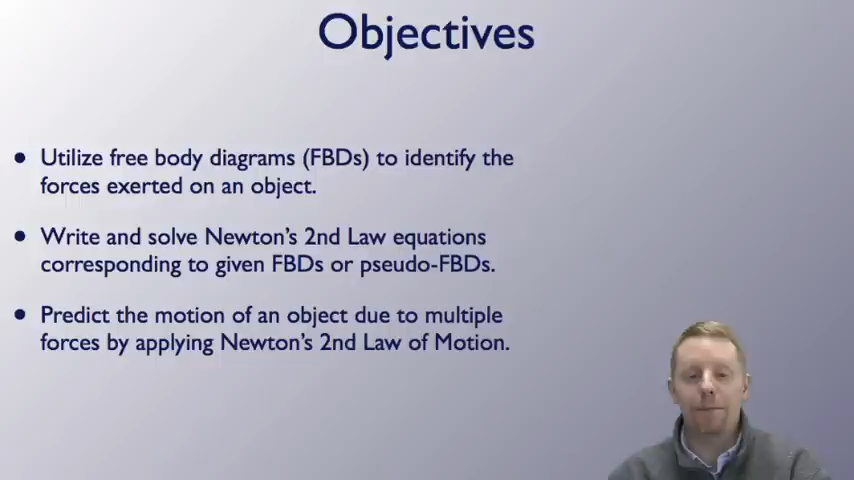 Objectives
• Utilize free body diagrams (FBDs) to identify the
forces exerted on an object.
• Write and solve Newton's 2nd Law equations
corresponding to given FBDs or pseudo-FBDs.
• Predict the motion of an object due to multiple
forces by applying Newton's 2nd Law of Motion.